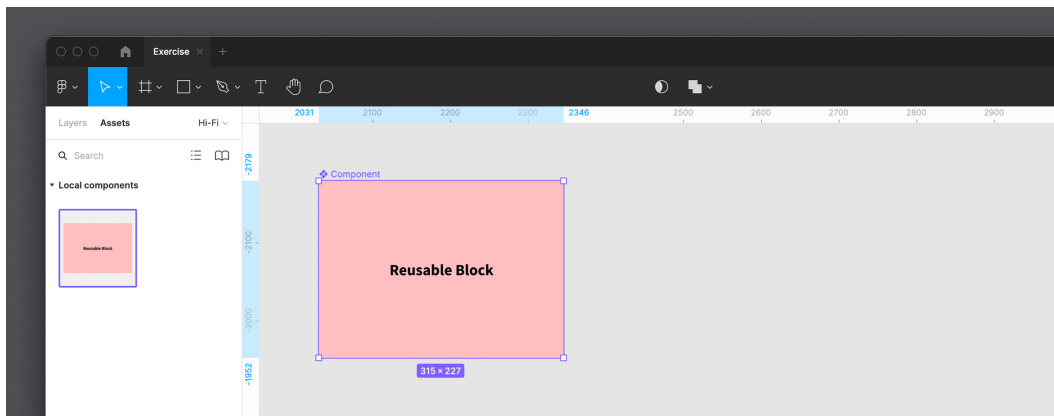 Exercise
2031 2100 2200 2300 2346 2500 2600 2700 2800 2900
Layers Assets Hi-Fi
Search
-2179
Local components
Component
Reusable Block
-2100
Reusable Block
-2000
315 × 227
-1952